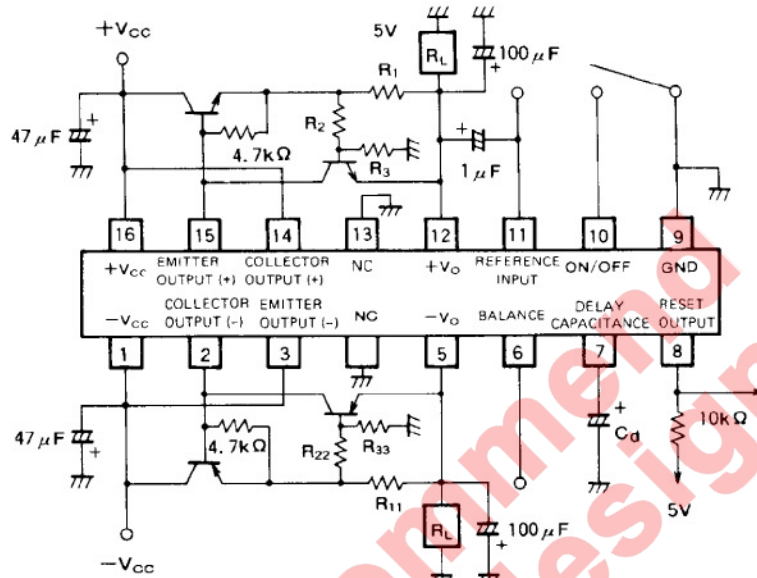 +VCC
5V
RL
100μF
+
R1
47μF
+
R2
4.7kΩ
R3
+
1μF
16
15
14
13
12
11
10
9
+VCC
EMITTER OUTPUT (+)
COLLECTOR OUTPUT (+)
NC
+VO
REFERENCE INPUT
ON/OFF
GND
-VCC
COLLECTOR OUTPUT (-)
EMITTER OUTPUT (-)
NC
-VO
BALANCE
DELAY CAPACITANCE
RESET OUTPUT
1
2
3
5
6
7
8
47μF
+
4.7kΩ
R22
R33
+
Cd
10kΩ
R11
5V
RL
100μF
+
-VCC
ommend
design